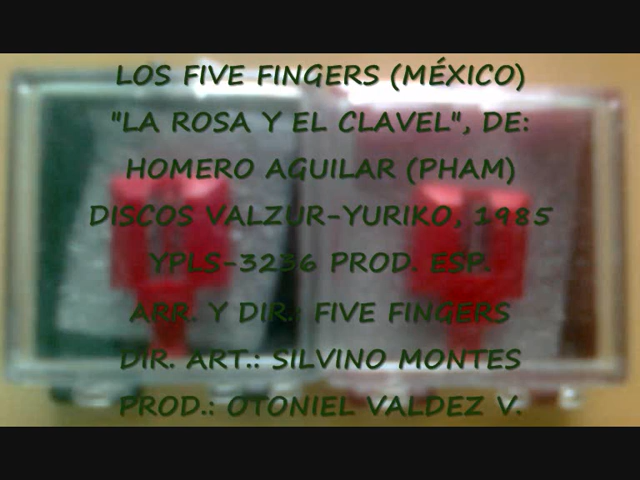 LOS FIVE FINGERS (MÉXICO)
"LA ROSA Y EL CLAVEL", DE:
HOMERO AGUILAR (PHAM)
DISCOS VALZUR-YURIKO, 1985
YPLS-3236 PROD. ESP.
ARR. Y DIR.: FIVE FINGERS
DIR. ART.: SILVINO MONTES
PROD.: OTONIEL VALDEZ V.